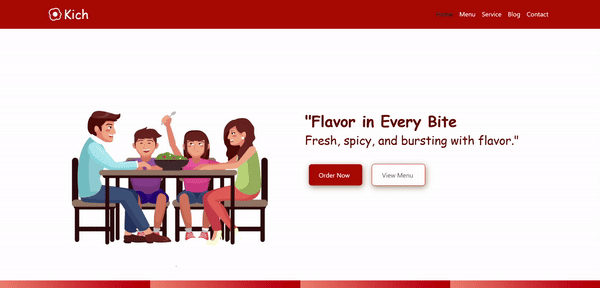 Kich
Home Menu Service Blog Contact
"Flavor in Every Bite
Fresh, spicy, and bursting with flavor."
Order Now View Menu